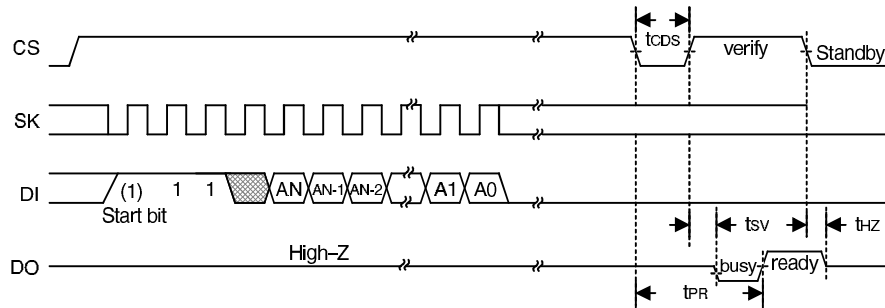 CS
tCDS
verify
Standby
SK
DI
(1)
1
1
AN
AN-1
AN-2
A1
A0
Start bit
tSV
tHZ
DO
High–Z
busy
ready
tPR